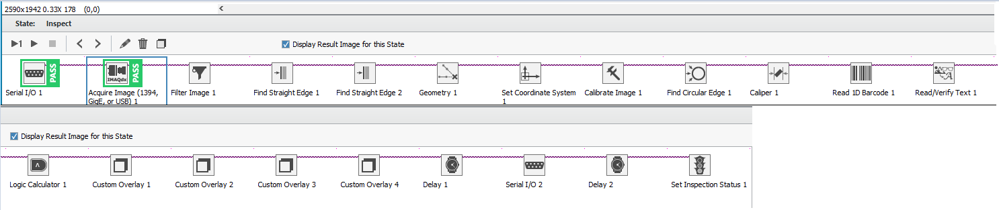 2590x1942 0.33X 178 (0,0) <
State: Inspect
1
Display Result Image for this State
PASS
IMAQdx PASS
Serial I/O 1
Acquire Image (1394,
GigE, or USB) 1
Filter Image 1
Find Straight Edge 1
Find Straight Edge 2
Geometry 1
Set Coordinate System
1
Calibrate Image 1
Find Circular Edge 1
Caliper 1
Read 1D Barcode 1
Read/Verify Text 1
Display Result Image for this State
Logic Calculator 1
Custom Overlay 1
Custom Overlay 2
Custom Overlay 3
Custom Overlay 4
Delay 1
Serial I/O 2
Delay 2
Set Inspection Status 1